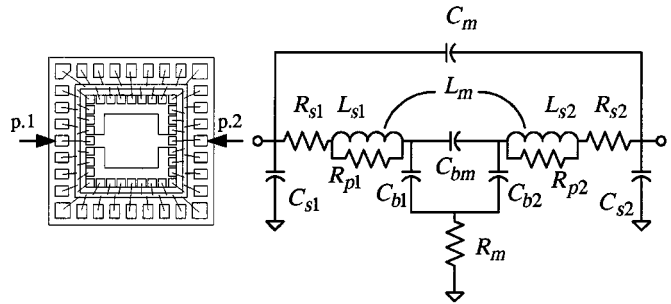 C_m
p.1
p.2
R_s1 L_s1 L_m L_s2 R_s2
R_p1 C_bm R_p2
C_s1 C_b1 C_b2 C_s2
R_m